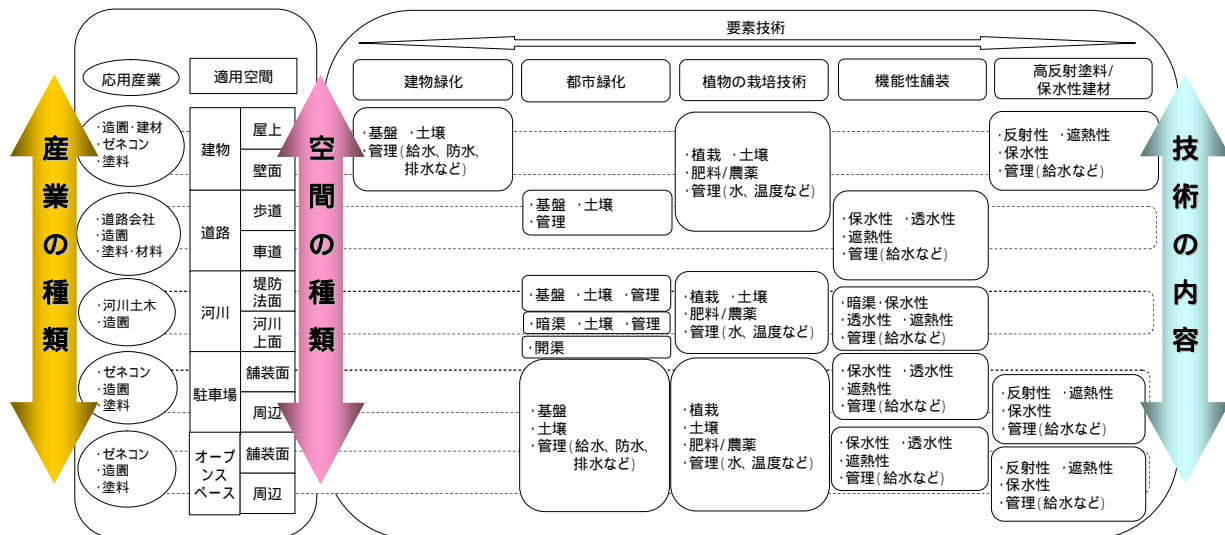 要素技術
応用産業
適用空間
建物緑化
都市緑化
植物の栽培技術
機能性舗装
高反射塗料/
保水性建材
産業の種類
空間の種類
技術の内容
・造園・建材
・ゼネコン
・塗料
建物
屋上
壁面
・基盤 ・土壌
・管理(給水、防水、
排水など)
・植栽 ・土壌
・肥料/農薬
・管理(水、温度など)
・反射性 ・遮熱性
・保水性
・管理(給水など)
・道路会社
・造園
・塗料・材料
道路
歩道
車道
・基盤 ・土壌
・管理
・保水性 ・透水性
・遮熱性
・管理(給水など)
・河川土木
・造園
河川
堤防
法面
河川
上面
・基盤 ・土壌 ・管理
・暗渠 ・土壌 ・管理
・開渠
・植栽 ・土壌
・肥料/農薬
・管理(水、温度など)
・暗渠・保水性
・透水性 ・遮熱性
・管理(給水など)
・ゼネコン
・造園
・塗料
駐車場
舗装面
周辺
・基盤
・土壌
・管理(給水、防水、
排水など)
・植栽
・土壌
・肥料/農薬
・管理(水、温度など)
・保水性 ・透水性
・遮熱性
・管理(給水など)
・反射性 ・遮熱性
・保水性
・管理(給水など)
・ゼネコン
・造園
・塗料
オープ
ンス
ペース
舗装面
周辺
・保水性 ・透水性
・遮熱性
・管理(給水など)
・反射性 ・遮熱性
・保水性
・管理(給水など)